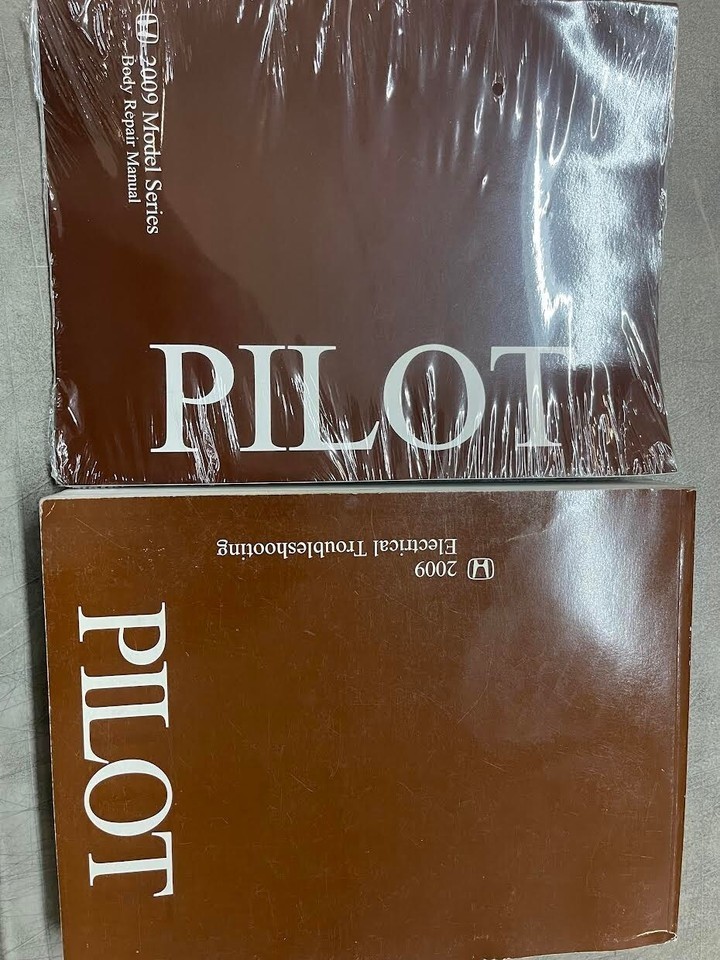 2009 Model Series
Body Repair Manual
PILOT
2009
Electrical Troubleshooting
PILOT